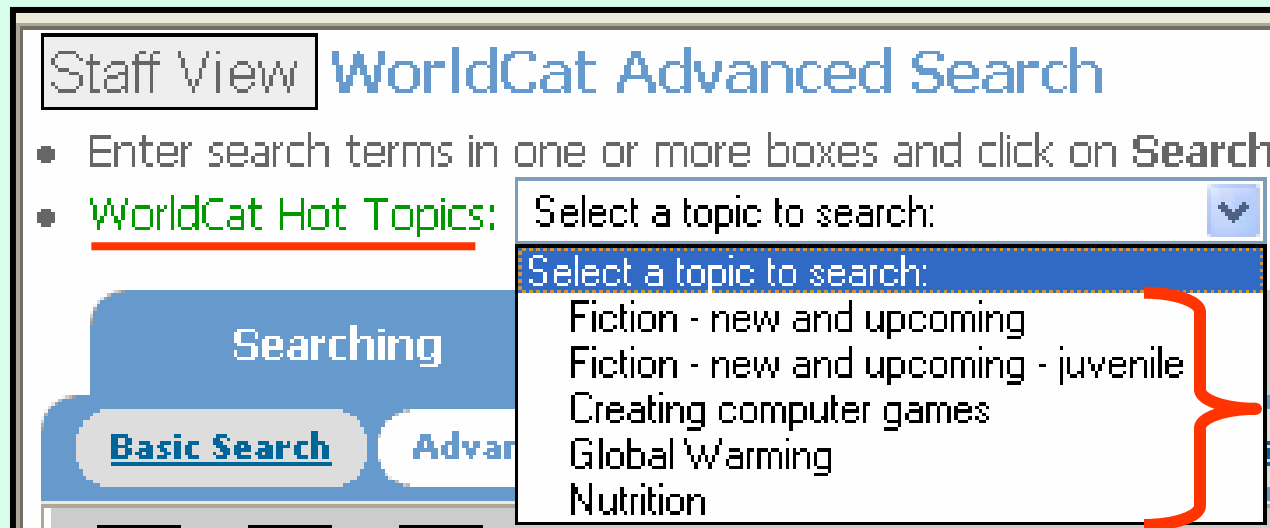 Staff View WorldCat Advanced Search
• Enter search terms in one or more boxes and click on Search
• WorldCat Hot Topics: Select a topic to search:
Select a topic to search:
Fiction - new and upcoming
Fiction - new and upcoming - juvenile
Creating computer games
Global Warming
Nutrition
Searching
Basic Search Advan